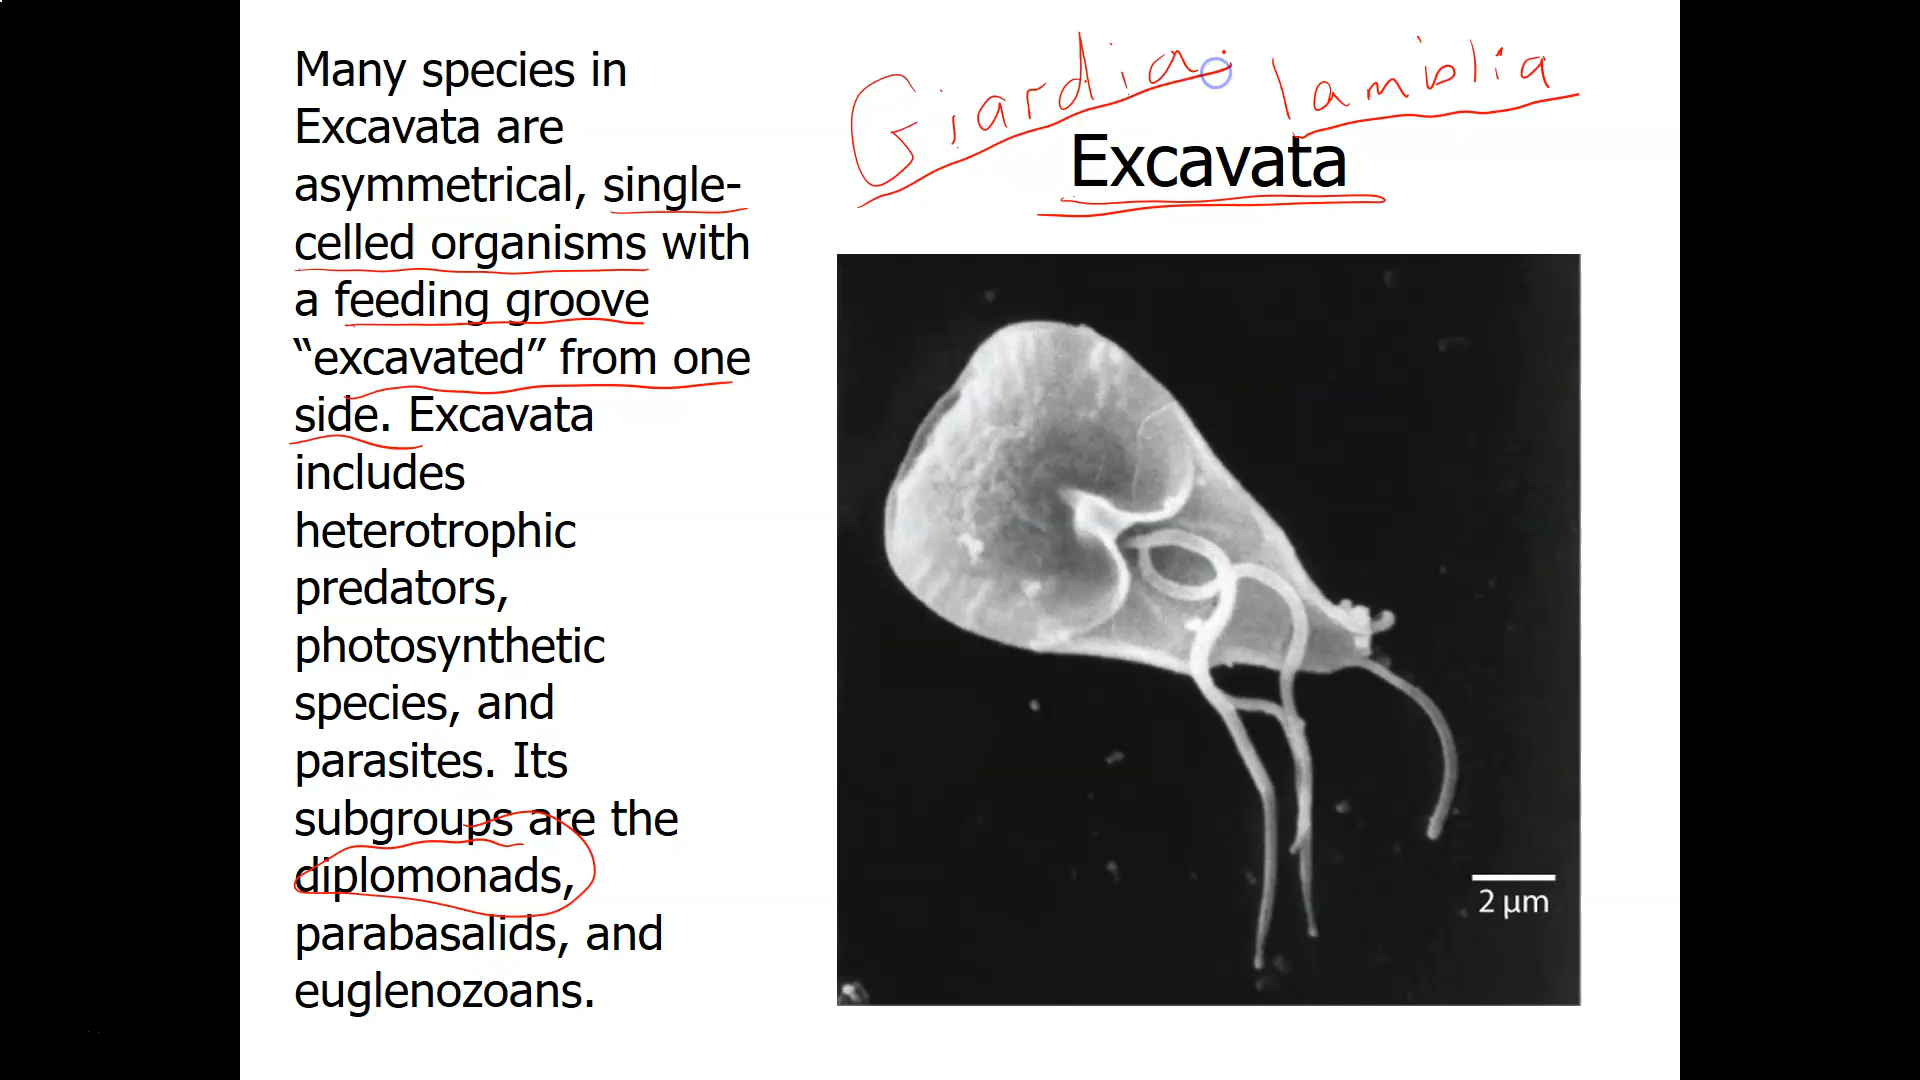 Many species in
Excavata are
asymmetrical, single-
celled organisms with
a feeding groove
“excavated” from one
side. Excavata
includes
heterotrophic
predators,
photosynthetic
species, and
parasites. Its
subgroups are the
diplomonads,
parabasalids, and
euglenozoans.
Giardia lamblia
Excavata
2 μm